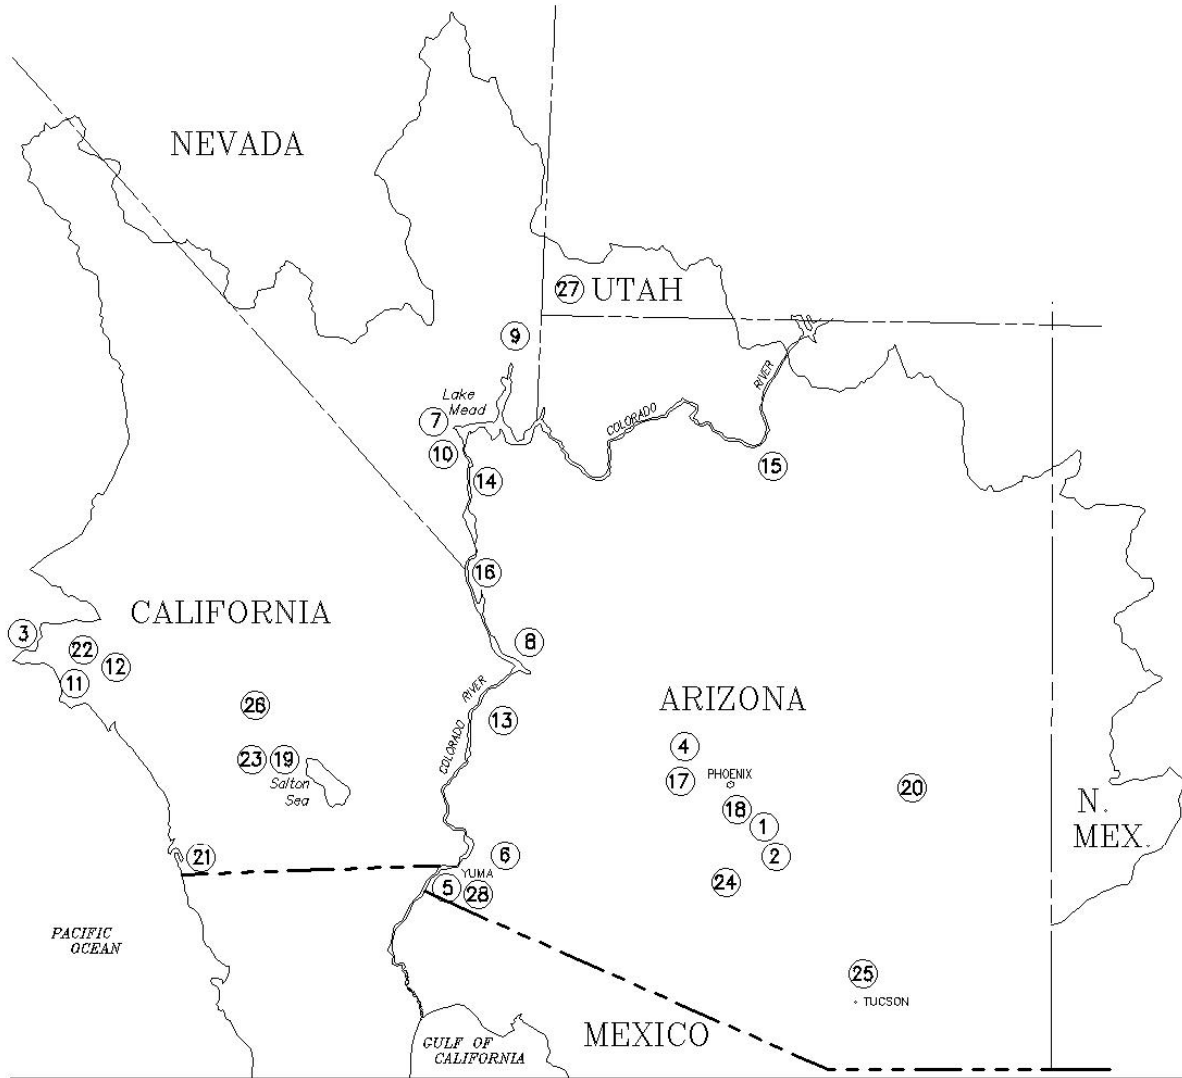 NEVADA
27 UTAH
9
Lake
Mead
7
10
14
COLORADO
RIVER
15
16
CALIFORNIA
3
22
12
11
8
RIVER
COLORADO
13
26
23
19
Salton
Sea
ARIZONA
4
17
PHOENIX
18
1
2
20
24
N.
MEX.
21
6
YUMA
5
28
PACIFIC
OCEAN
25
TUCSON
MEXICO
GULF OF
CALIFORNIA